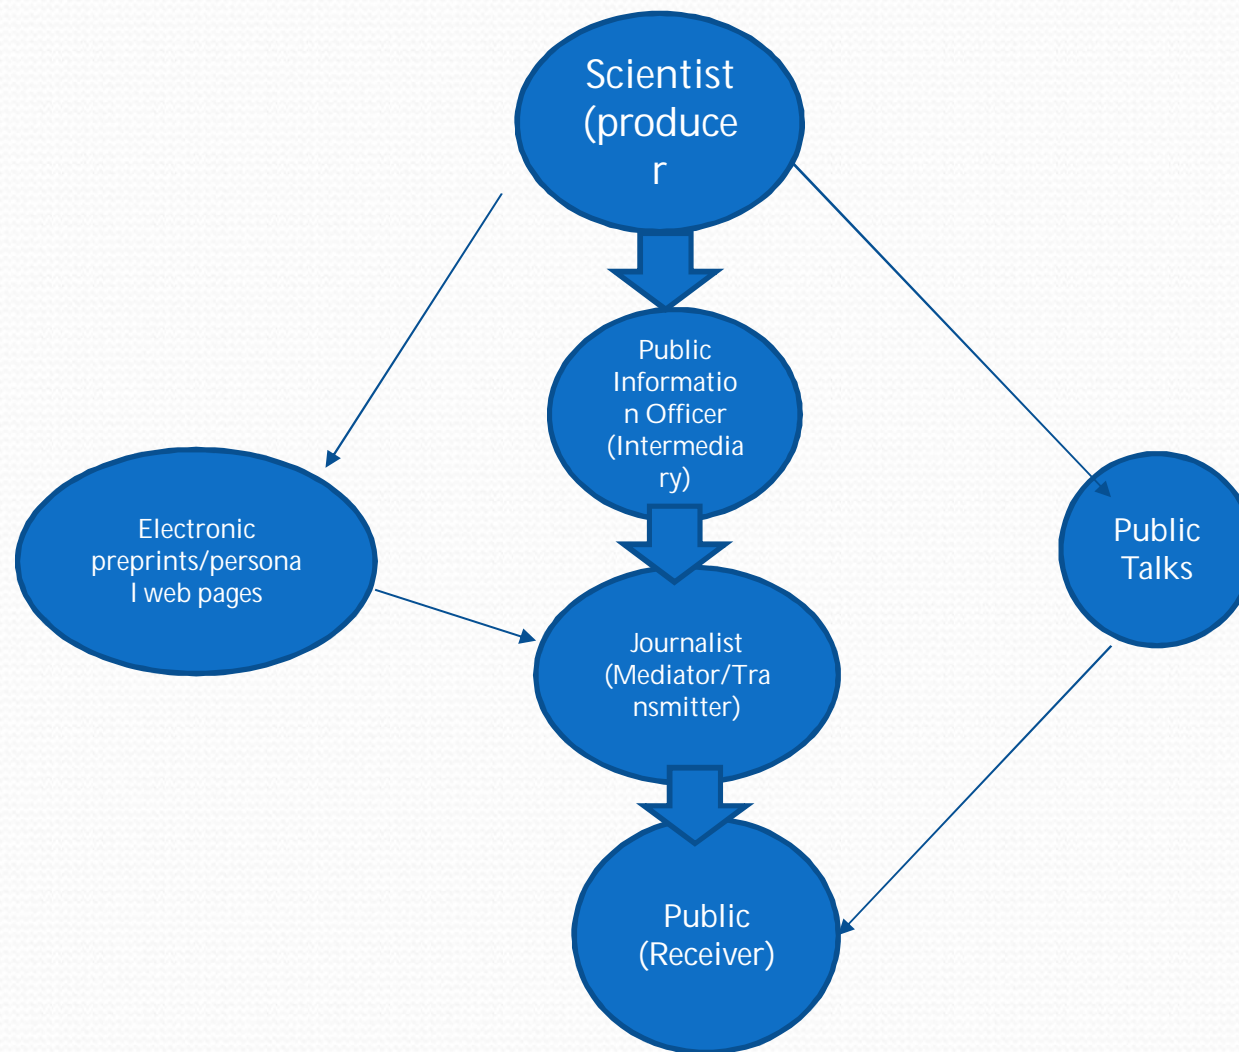 Scientist
(produce
r
Public
Informatio
n Officer
(Intermedia
ry)
Electronic
preprints/persona
l web pages
Public
Talks
Journalist
(Mediator/Tra
nsmitter)
Public
(Receiver)